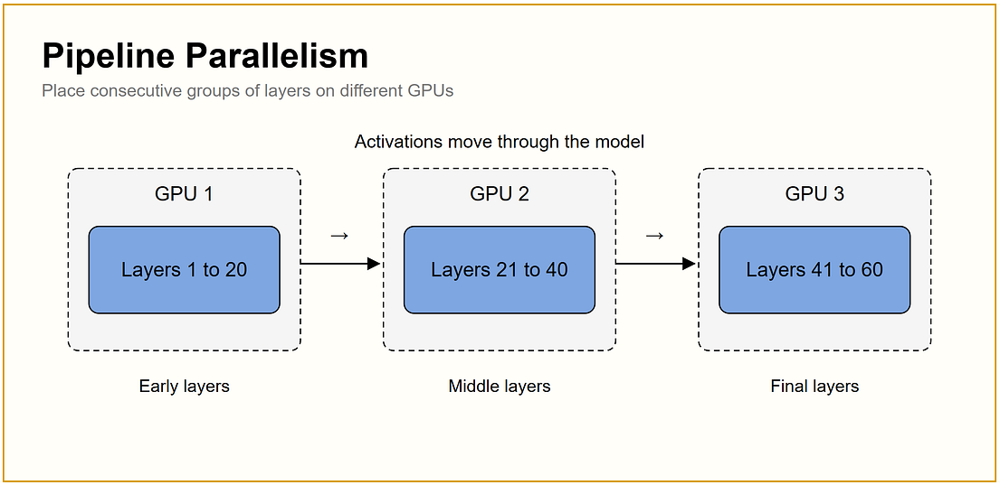 Pipeline Parallelism
Place consecutive groups of layers on different GPUs
Activations move through the model
GPU 1
GPU 2
GPU 3
→
→
Layers 1 to 20
Layers 21 to 40
Layers 41 to 60
Early layers
Middle layers
Final layers